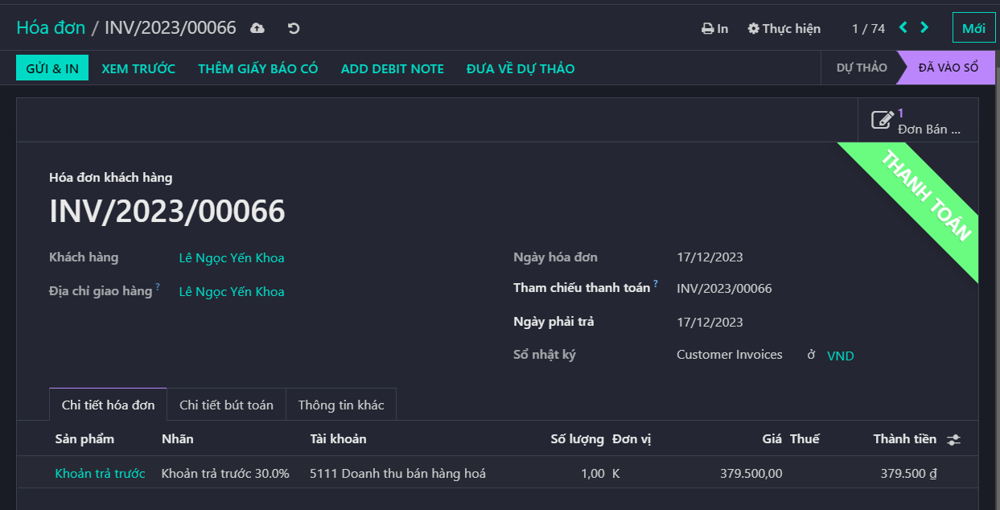 Hóa đơn / INV/2023/00066
In Thực hiện 1 / 74 Mới
GỬI & IN XEM TRƯỚC THÊM GIẤY BÁO CÓ ADD DEBIT NOTE ĐƯA VỀ DỰ THẢO DỰ THẢO ĐÃ VÀO SỔ
1
Đơn Bán ...
THANH TOÁN
Hóa đơn khách hàng
INV/2023/00066
Khách hàng Lê Ngọc Yến Khoa Ngày hóa đơn 17/12/2023
Địa chỉ giao hàng ? Lê Ngọc Yến Khoa Tham chiếu thanh toán ? INV/2023/00066
Ngày phải trả 17/12/2023
Sổ nhật ký Customer Invoices ở VND
Chi tiết hóa đơn Chi tiết bút toán Thông tin khác
Sản phẩm Nhãn Tài khoản Số lượng Đơn vị Giá Thuế Thành tiền
Khoản trả trước Khoản trả trước 30.0% 5111 Doanh thu bán hàng hoá 1,00 K 379.500,00 379.500 ₫